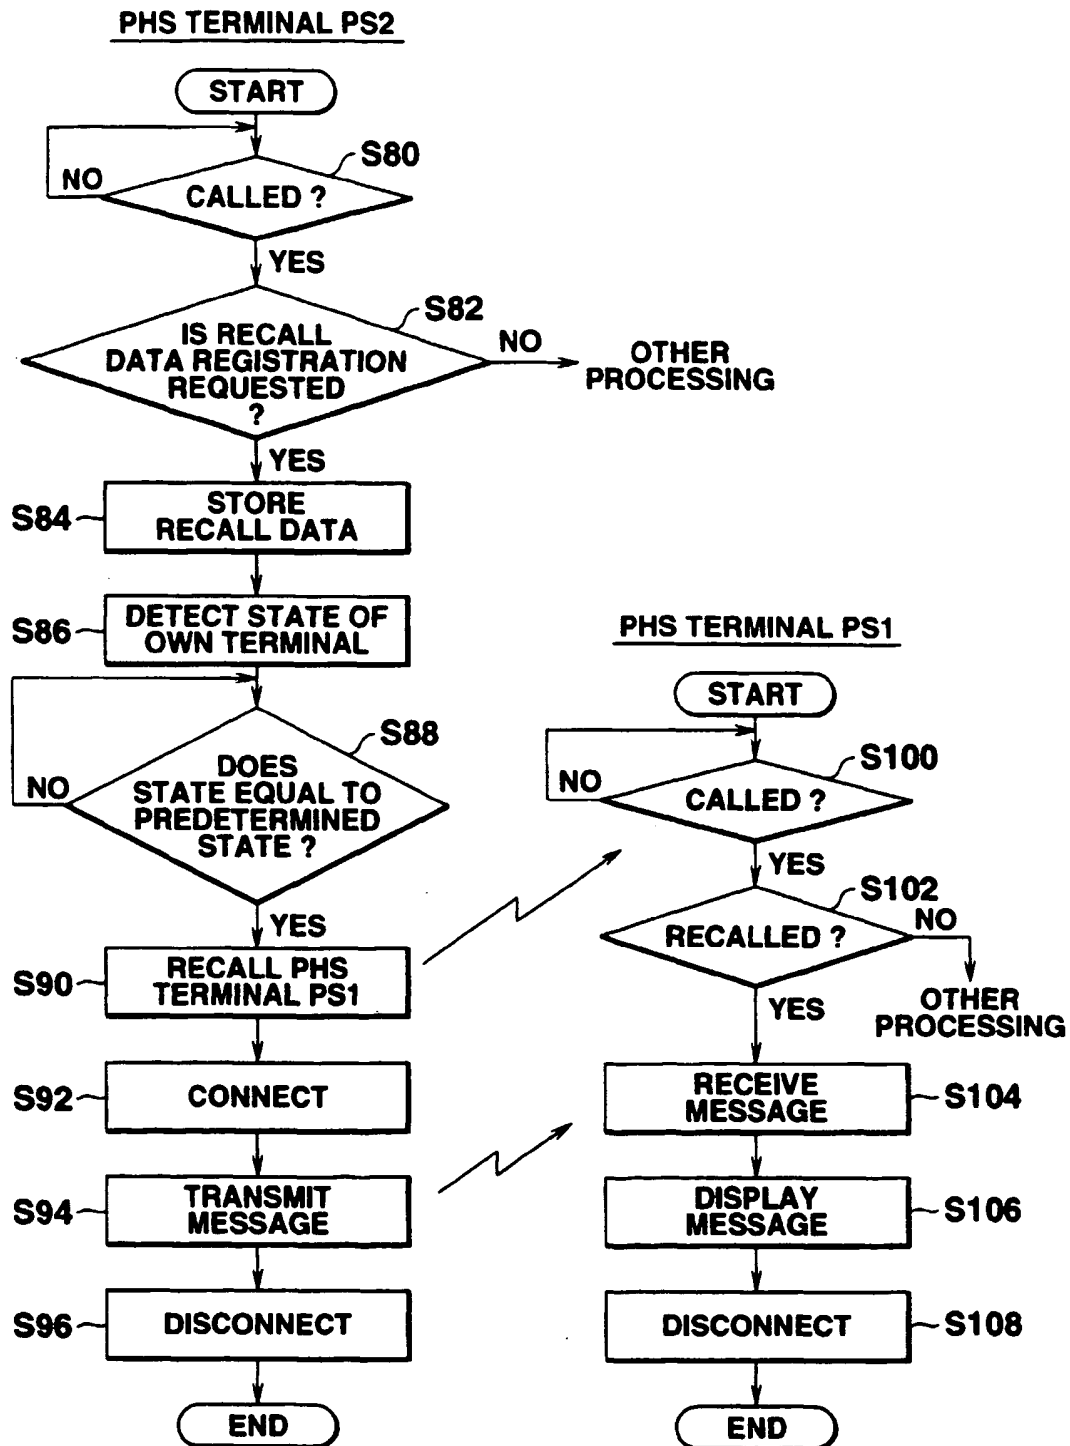 PHS TERMINAL PS2
START
S80
NO
CALLED ?
YES
S82
IS RECALL
DATA REGISTRATION
REQUESTED
?
NO
OTHER
PROCESSING
YES
S84
STORE
RECALL DATA
S86
DETECT STATE OF
OWN TERMINAL
S88
NO
DOES
STATE EQUAL TO
PREDETERMINED
STATE ?
YES
S90
RECALL PHS
TERMINAL PS1
S92
CONNECT
S94
TRANSMIT
MESSAGE
S96
DISCONNECT
END
PHS TERMINAL PS1
START
S100
NO
CALLED ?
YES
S102
RECALLED ?
NO
OTHER
PROCESSING
YES
RECEIVE
MESSAGE
S104
DISPLAY
MESSAGE
S106
DISCONNECT
S108
END